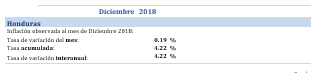 Diciembre 2018
Honduras
Inflación observada al mes de Diciembre 2018:
Tasa de variación del mes: 0.19 %
Tasa acumulada: 4.22 %
Tasa de variación interanual: 4.22 %